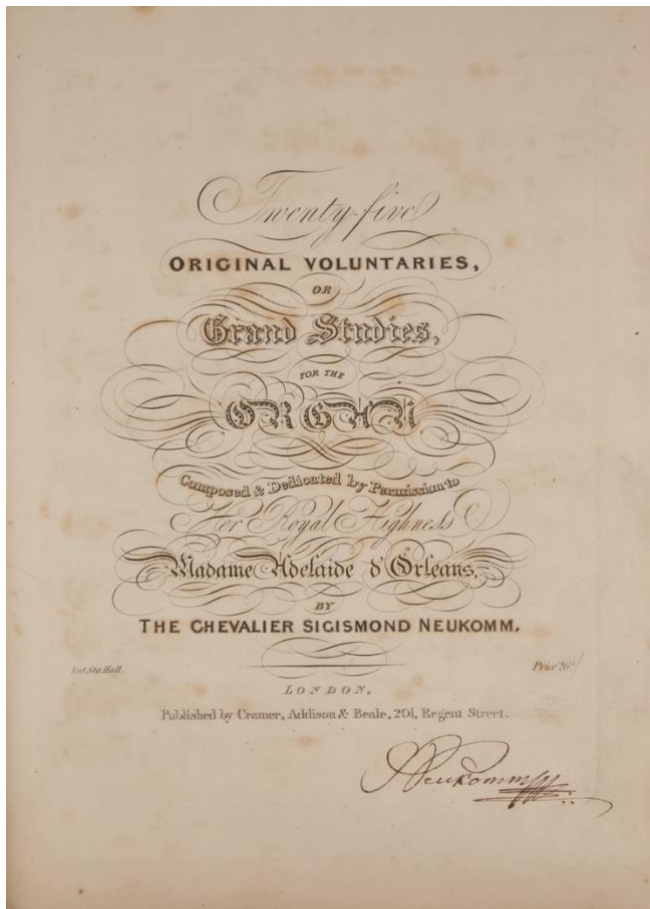 Twenty-five
ORIGINAL VOLUNTARIES,
OR
Grand Studies,
FOR THE
ORGAN
Composed & Dedicated by Permission to
Her Royal Highness
Madame Adelaide d'Orleans,
BY
THE CHEVALIER SIGISMOND NEUKOMM.
Ent. Sta. Hall.
Price 26s/
LONDON,
Published by Cramer, Addison & Beale, 201, Regent Street.
Neukomm